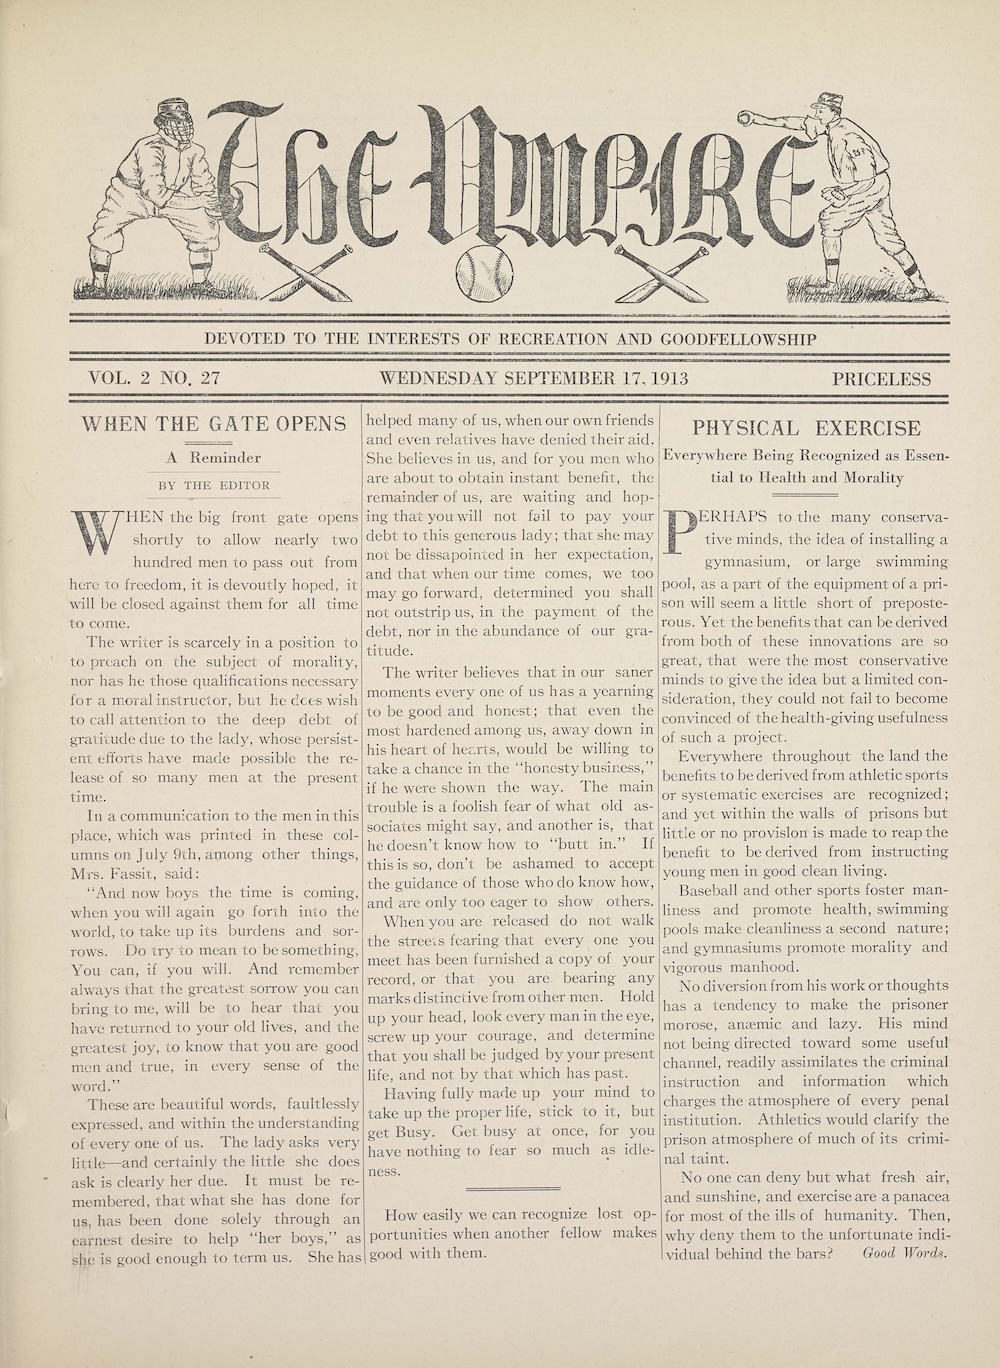 The Umpire
DEVOTED TO THE INTERESTS OF RECREATION AND GOODFELLOWSHIP
VOL. 2 NO. 27 WEDNESDAY SEPTEMBER 17, 1913 PRICELESS
WHEN THE GATE OPENS
A Reminder
BY THE EDITOR
WHEN the big front gate opens
shortly to allow nearly two
hundred men to pass out from
here to freedom, it is devoutly hoped, it
will be closed against them for all time
to come.
The writer is scarcely in a position to
to preach on the subject of morality,
nor has he those qualifications necessary
for a moral instructor, but he does wish
to call attention to the deep debt of
gratitude due to the lady, whose persist-
ent efforts have made possible the re-
lease of so many men at the present
time.
In a communication to the men in this
place, which was printed in these col-
umns on July 9th, among other things,
Mrs. Fassit, said:
"And now boys the time is coming,
when you will again go forth into the
world, to take up its burdens and sor-
rows. Do try to mean to be something,
You can, if you will. And remember
always that the greatest sorrow you can
bring to me, will be to hear that you
have returned to your old lives, and the
greatest joy, to know that you are good
men and true, in every sense of the
word."
These are beautiful words, faultlessly
expressed, and within the understanding
of every one of us. The lady asks very
little—and certainly the little she does
ask is clearly her due. It must be re-
membered, that what she has done for
us, has been done solely through an
earnest desire to help "her boys," as
she is good enough to term us. She has
helped many of us, when our own friends
and even relatives have denied their aid.
She believes in us, and for you men who
are about to obtain instant benefit, the
remainder of us, are waiting and hop-
ing that you will not fail to pay your
debt to this generous lady; that she may
not be dissapointed in her expectation,
and that when our time comes, we too
may go forward, determined you shall
not outstrip us, in the payment of the
debt, nor in the abundance of our gra-
titude.
The writer believes that in our saner
moments every one of us has a yearning
to be good and honest; that even the
most hardened among us, away down in
his heart of hearts, would be willing to
take a chance in the "honesty business,"
if he were shown the way. The main
trouble is a foolish fear of what old as-
sociates might say, and another is, that
he doesn't know how to "butt in." If
this is so, don't be ashamed to accept
the guidance of those who do know how,
and are only too eager to show others.
When you are released do not walk
the streets fearing that every one you
meet has been furnished a copy of your
record, or that you are bearing any
marks distinctive from other men. Hold
up your head, look every man in the eye,
screw up your courage, and determine
that you shall be judged by your present
life, and not by that which has past.
Having fully made up your mind to
take up the proper life, stick to it, but
get Busy. Get busy at once, for you
have nothing to fear so much as idle-
ness.
How easily we can recognize lost op-
portunities when another fellow makes
good with them.
PHYSICAL EXERCISE
Everywhere Being Recognized as Essen-
tial to Health and Morality
PERHAPS to the many conserva-
tive minds, the idea of installing a
gymnasium, or large swimming
pool, as a part of the equipment of a pri-
son will seem a little short of preposte-
rous. Yet the benefits that can be derived
from both of these innovations are so
great, that were the most conservative
minds to give the idea but a limited con-
sideration, they could not fail to become
convinced of the health-giving usefulness
of such a project.
Everywhere throughout the land the
benefits to be derived from athletic sports
or systematic exercises are recognized;
and yet within the walls of prisons but
little or no provision is made to reap the
benefit to be derived from instructing
young men in good clean living.
Baseball and other sports foster man-
liness and promote health, swimming
pools make cleanliness a second nature;
and gymnasiums promote morality and
vigorous manhood.
No diversion from his work or thoughts
has a tendency to make the prisoner
morose, anæmic and lazy. His mind
not being directed toward some useful
channel, readily assimilates the criminal
instruction and information which
charges the atmosphere of every penal
institution. Athletics would clarify the
prison atmosphere of much of its crimi-
nal taint.
No one can deny but what fresh air,
and sunshine, and exercise are a panacea
for most of the ills of humanity. Then,
why deny them to the unfortunate indi-
vidual behind the bars? Good Words.